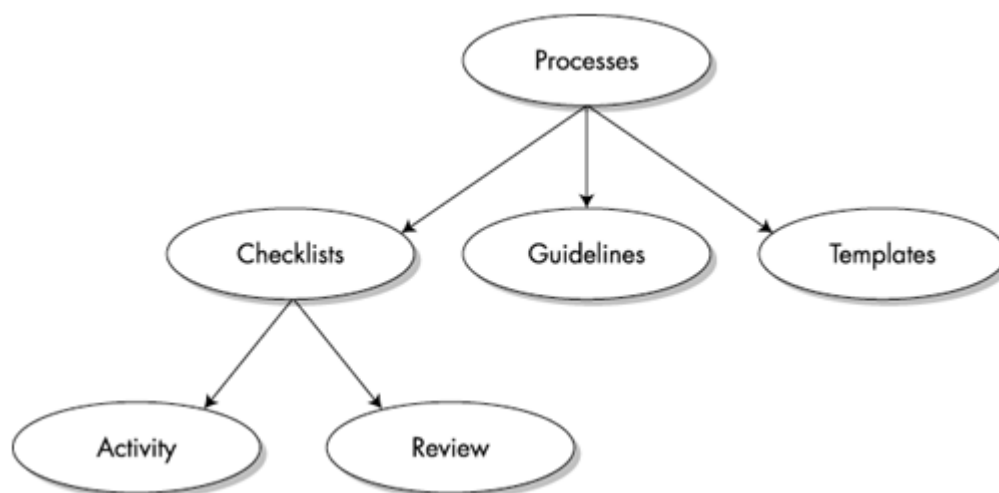 Processes
Checklists
Guidelines
Templates
Activity
Review